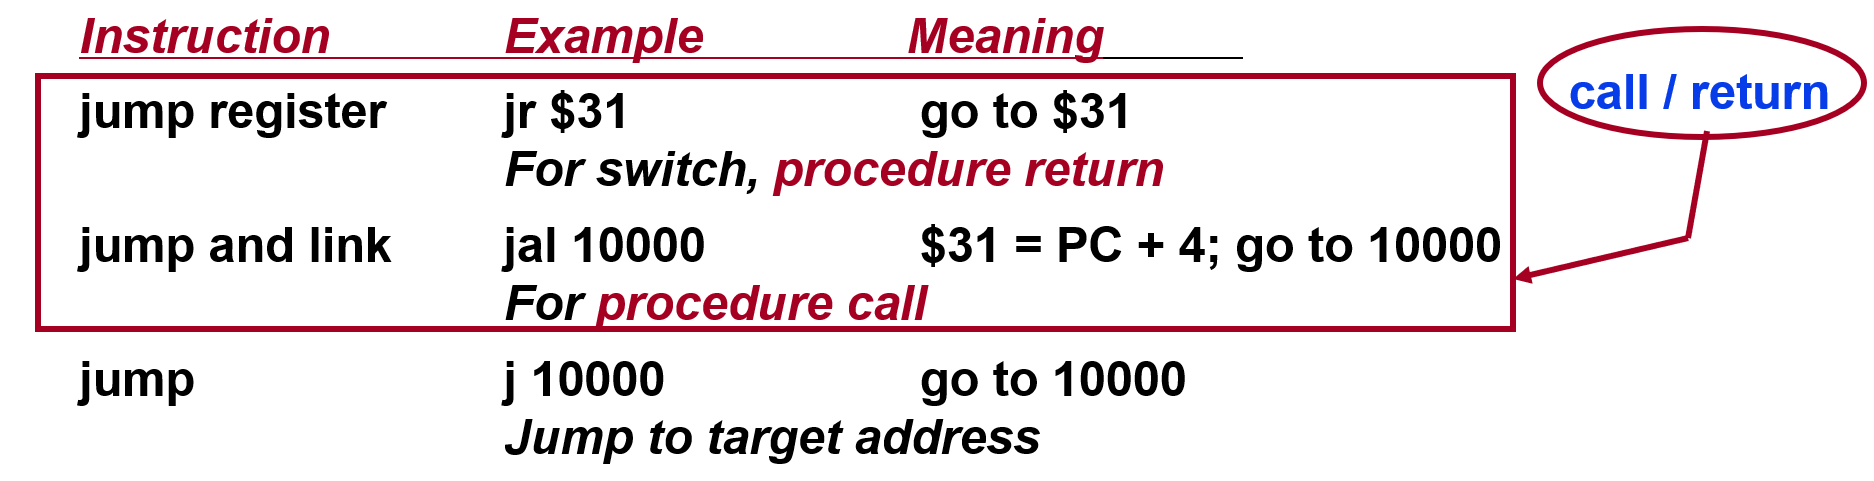 Instruction Example Meaning
call / return
jump register jr $31 go to $31
For switch, procedure return
jump and link jal 10000 $31 = PC + 4; go to 10000
For procedure call
jump j 10000 go to 10000
Jump to target address